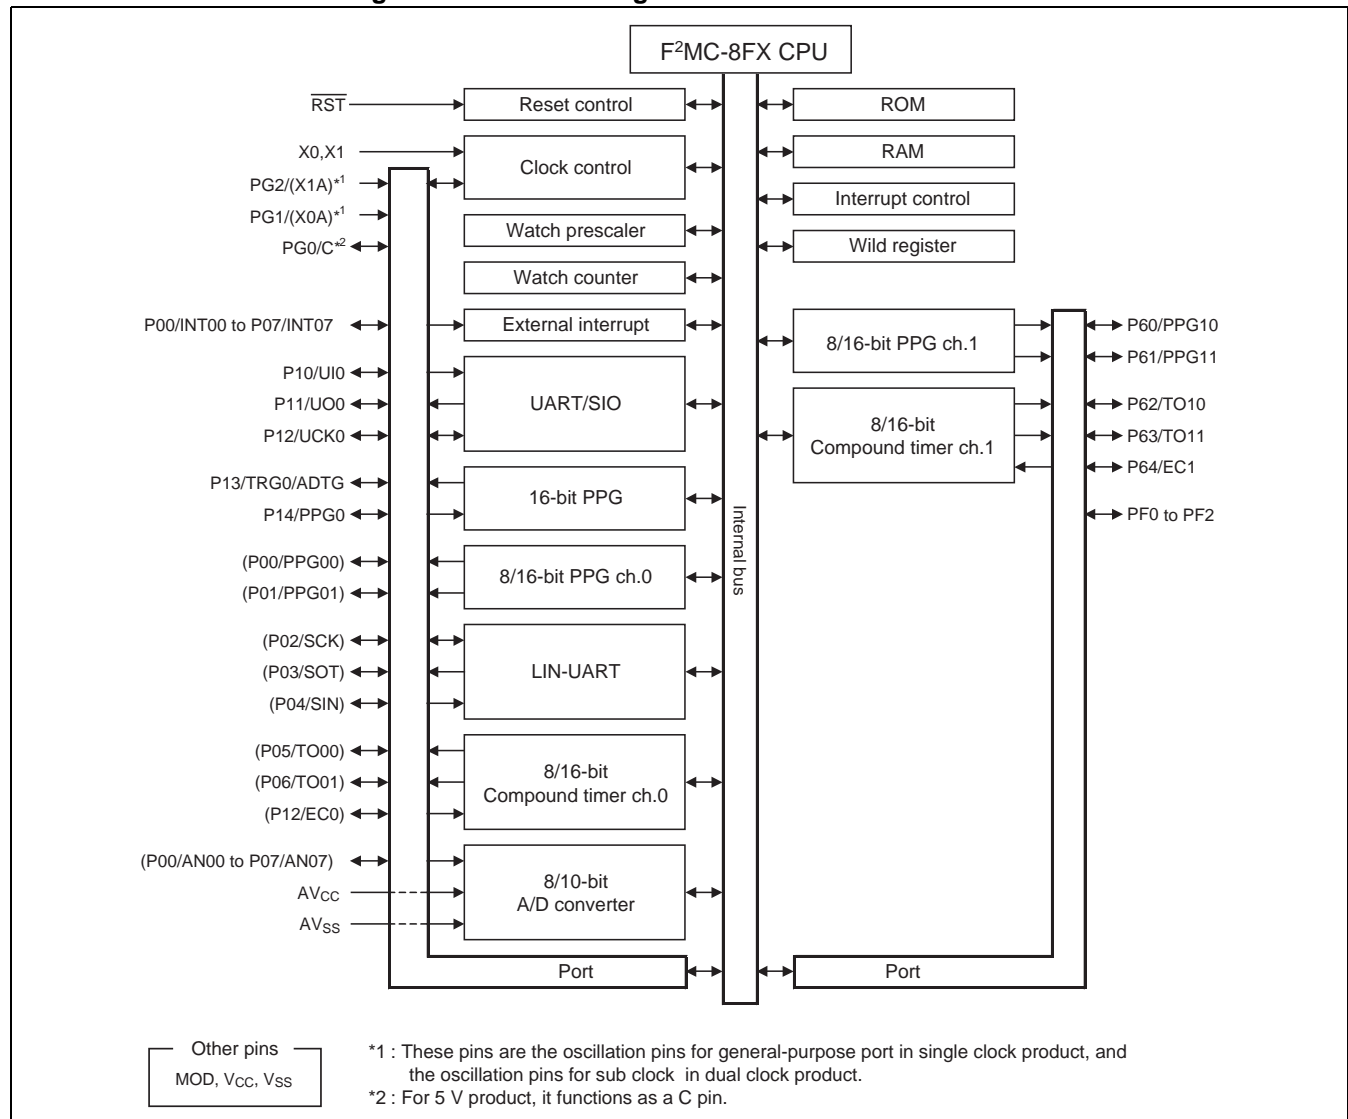 F²MC-8FX CPU
RST
Reset control
ROM
X0,X1
Clock control
RAM
PG2/(X1A)*1
PG1/(X0A)*1
Interrupt control
PG0/C*2
Watch prescaler
Wild register
Watch counter
P00/INT00 to P07/INT07
External interrupt
8/16-bit PPG ch.1
P60/PPG10
P61/PPG11
P10/UI0
P11/UO0
P12/UCK0
UART/SIO
8/16-bit
Compound timer ch.1
P62/TO10
P63/TO11
P64/EC1
P13/TRG0/ADTG
P14/PPG0
16-bit PPG
Internal bus
PF0 to PF2
(P00/PPG00)
(P01/PPG01)
8/16-bit PPG ch.0
(P02/SCK)
(P03/SOT)
(P04/SIN)
LIN-UART
(P05/TO00)
(P06/TO01)
(P12/EC0)
8/16-bit
Compound timer ch.0
(P00/AN00 to P07/AN07)
AVCC
AVSS
8/10-bit
A/D converter
Port
Port
Other pins
MOD, VCC, VSS
*1 : These pins are the oscillation pins for general-purpose port in single clock product, and
the oscillation pins for sub clock in dual clock product.
*2 : For 5 V product, it functions as a C pin.